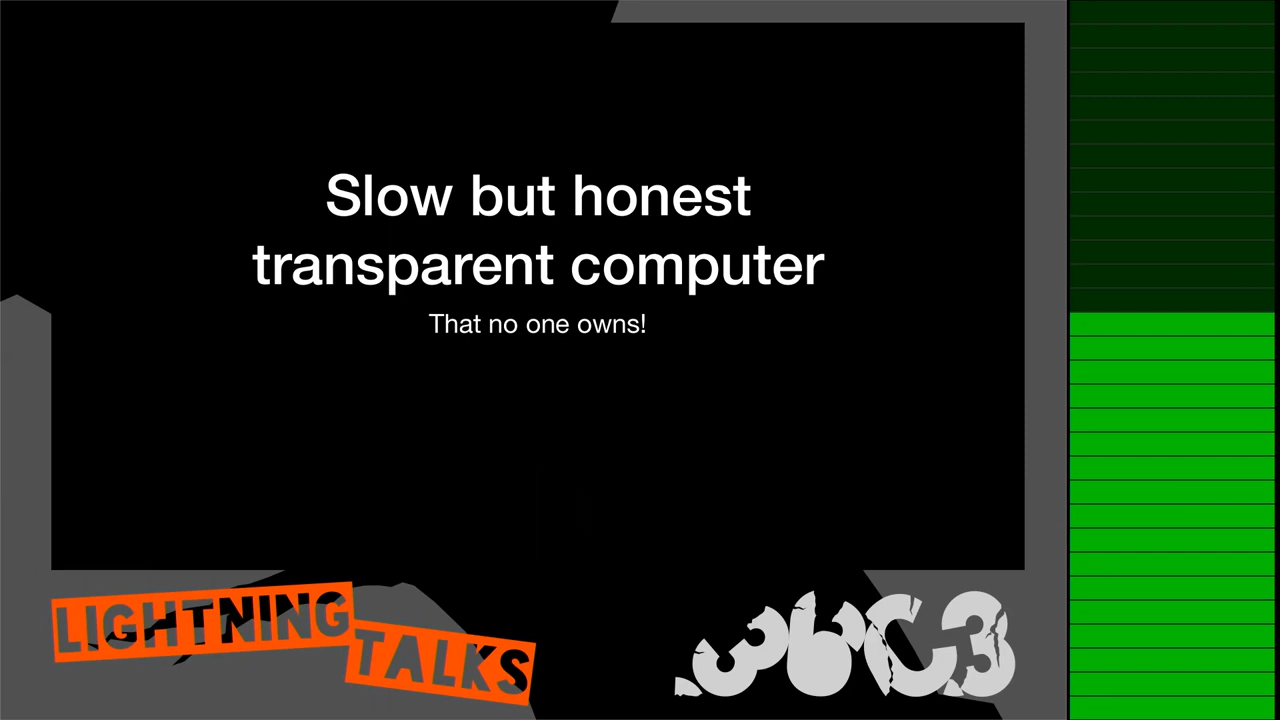 Slow but honest
transparent computer
That no one owns!
LIGHTNING
TALKS
36C3